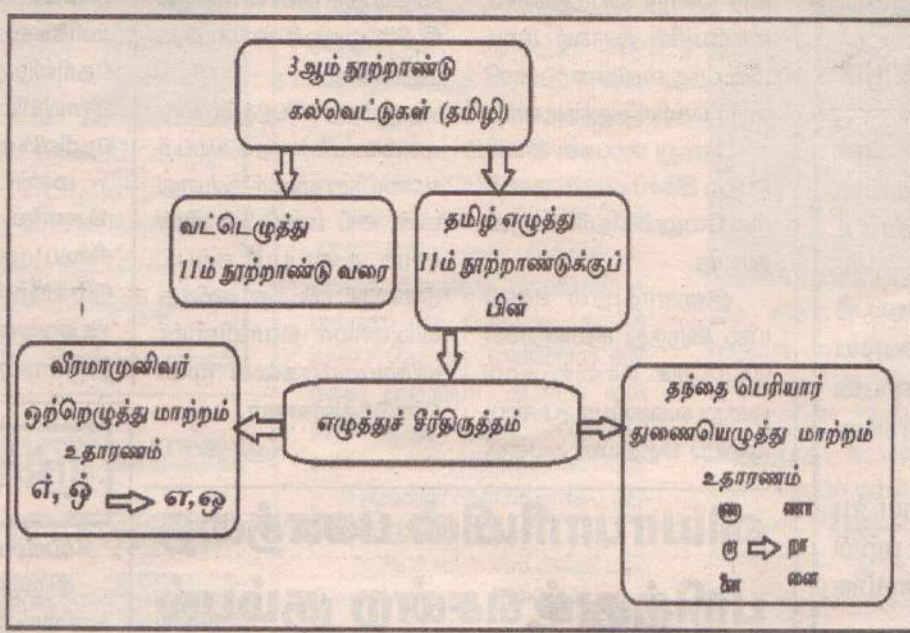 3ஆம் நூற்றாண்டு
கல்வெட்டுகள் (தமிழி)
வட்டெழுத்து
11ம் நூற்றாண்டு வரை
தமிழ் எழுத்து
11ம் நூற்றாண்டுக்குப்
பின்
எழுத்துச் சீர்திருத்தம்
வீரமாமுனிவர்
ஒற்றெழுத்து மாற்றம்
உதாரணம்
எ், ஒ் ⇨ எ, ஒ
தந்தை பெரியார்
துணையெழுத்து மாற்றம்
உதாரணம்
ணா
⇨ றா
னை